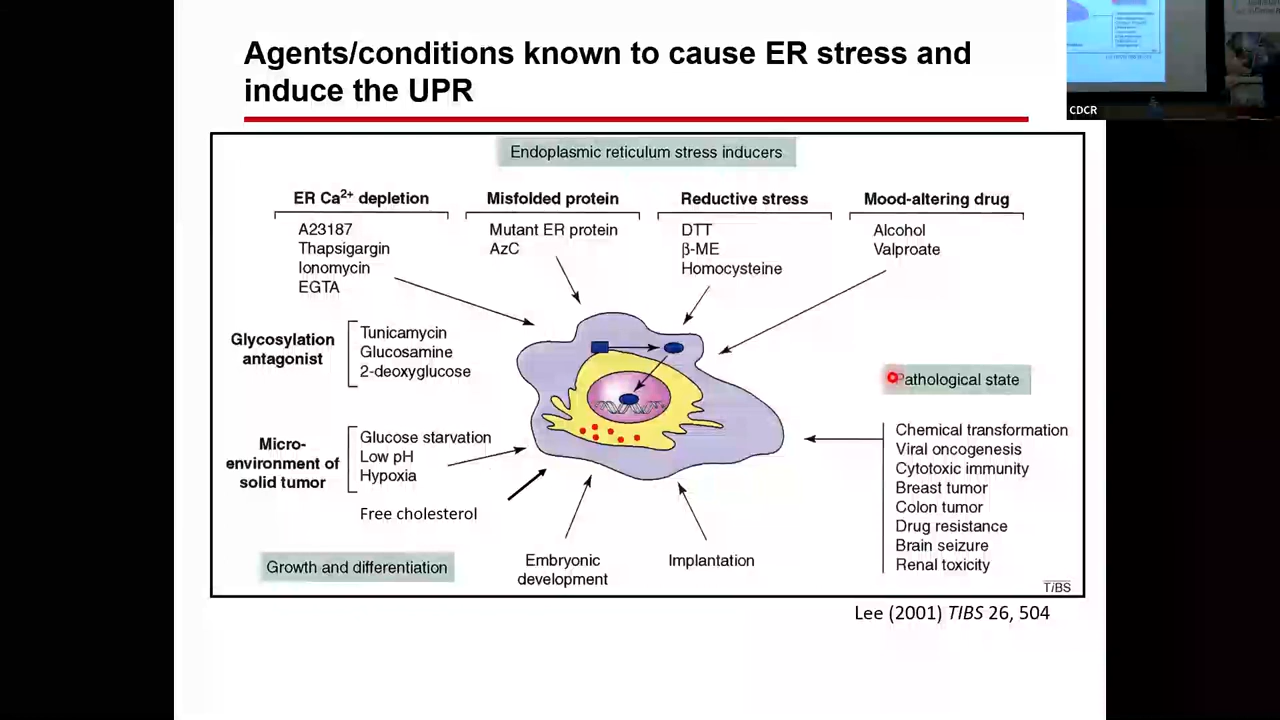 Agents/conditions known to cause ER stress and
induce the UPR
CDCR
Endoplasmic reticulum stress inducers
ER Ca²⁺ depletion
A23187
Thapsigargin
Ionomycin
EGTA
Misfolded protein
Mutant ER protein
AzC
Reductive stress
DTT
β-ME
Homocysteine
Mood-altering drug
Alcohol
Valproate
Glycosylation
antagonist
Tunicamycin
Glucosamine
2-deoxyglucose
Micro-
environment of
solid tumor
Glucose starvation
Low pH
Hypoxia
Free cholesterol
Growth and differentiation
Embryonic
development
Implantation
Pathological state
Chemical transformation
Viral oncogenesis
Cytotoxic immunity
Breast tumor
Colon tumor
Drug resistance
Brain seizure
Renal toxicity
TiBS
Lee (2001) TIBS 26, 504